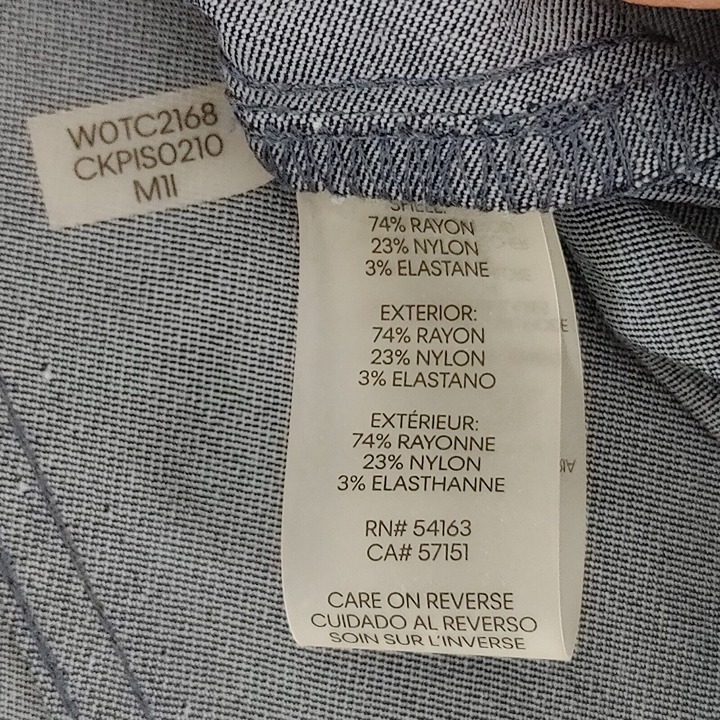 W0TC2168
CKPIS0210
M11
SHELL:
74% RAYON
23% NYLON
3% ELASTANE
EXTERIOR:
74% RAYON
23% NYLON
3% ELASTANO
EXTÉRIEUR:
74% RAYONNE
23% NYLON
3% ELASTHANNE
RN# 54163
CA# 57151
CARE ON REVERSE
CUIDADO AL REVERSO
SOIN SUR L'INVERSE